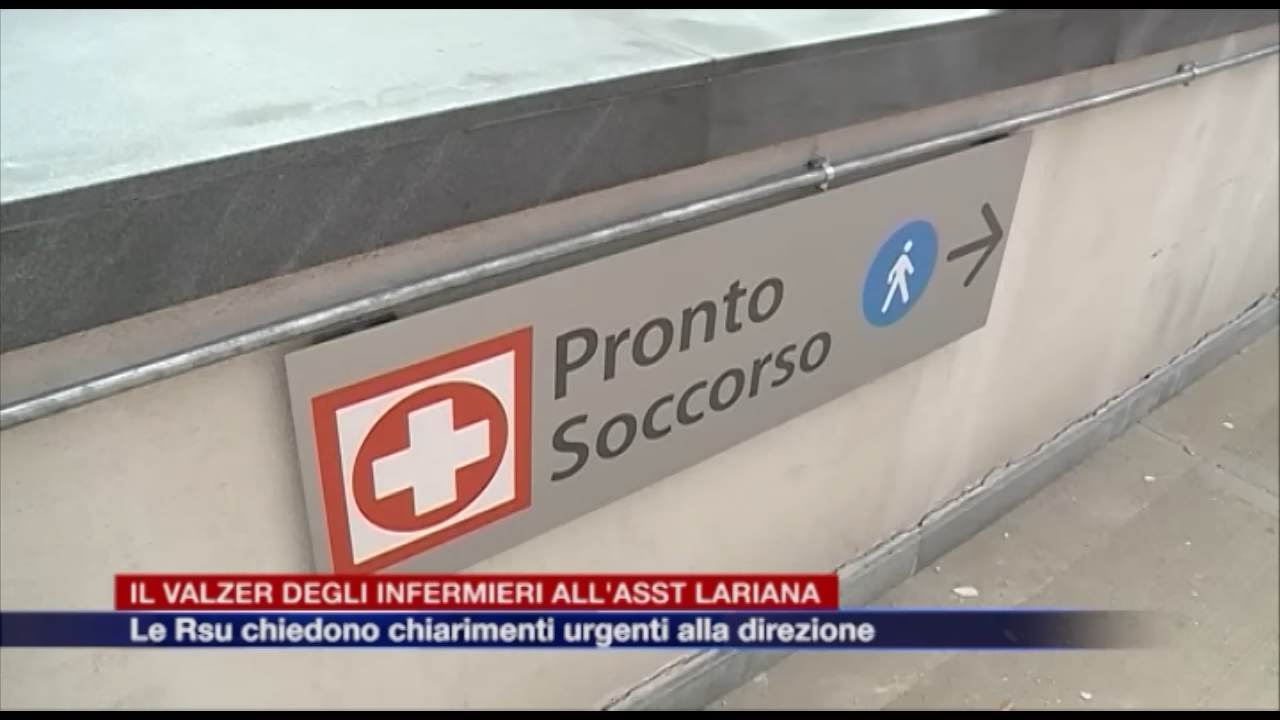 Pronto
Soccorso
IL VALZER DEGLI INFERMIERI ALL'ASST LARIANA
Le Rsu chiedono chiarimenti urgenti alla direzione